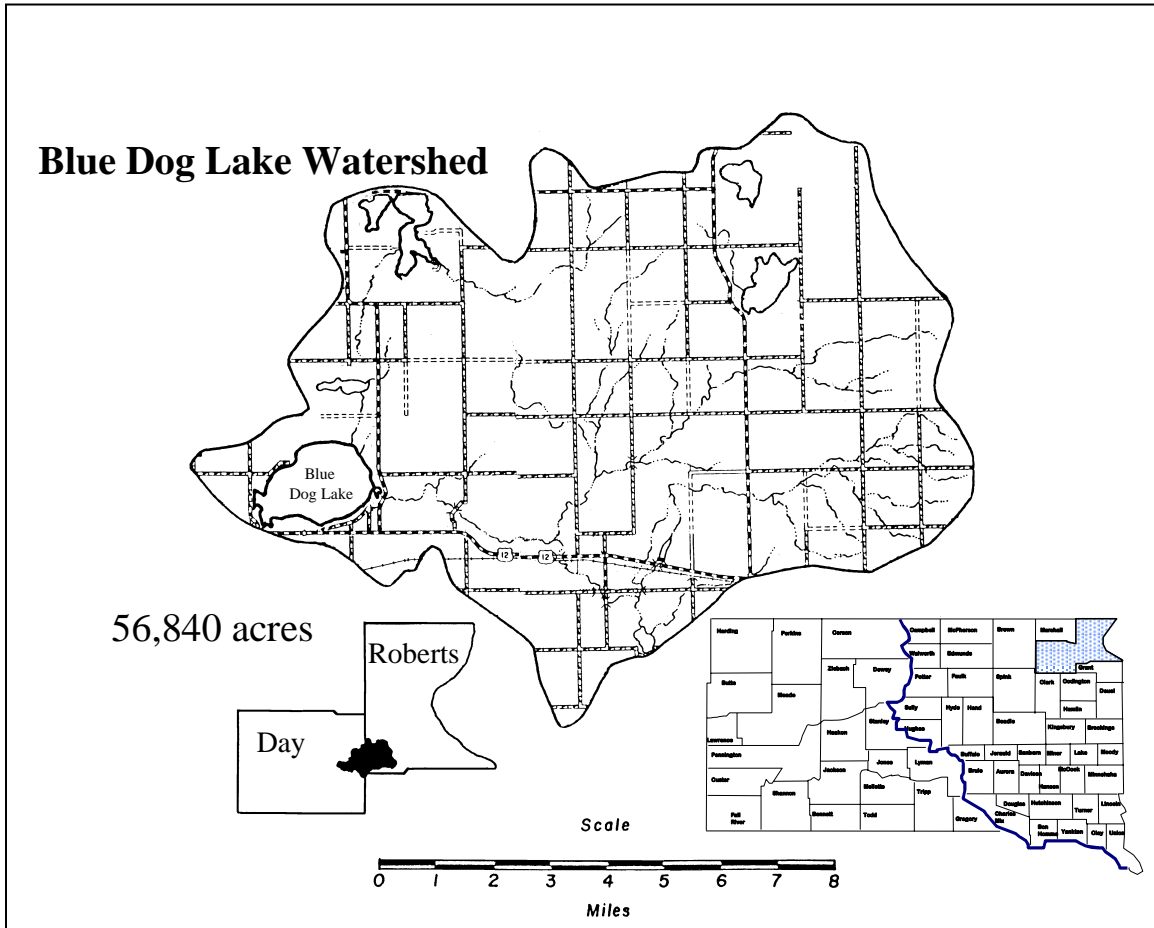 Blue Dog Lake Watershed
Blue
Dog Lake
12
12
56,840 acres
Roberts
Day
Harding
Perkins
Corson
Campbell
McPherson
Brown
Marshall
Walworth
Edmunds
Grant
Ziebach
Dewey
Potter
Faulk
Spink
Clark
Codington
Deuel
Butte
Meade
Hamlin
Sully
Hyde
Hand
Stanley
Hughes
Beadle
Kingsbury
Brookings
Lawrence
Haakon
Pennington
Buffalo
Jerauld
Sanborn
Miner
Lake
Moody
Jones
Lyman
Jackson
Brule
Aurora
Davison
McCook
Minnehaha
Hanson
Custer
Shannon
Mellette
Tripp
Douglas
Hutchinson
Turner
Lincoln
Fall
River
Bennett
Todd
Gregory
Charles
Mix
Bon
Homme
Yankton
Clay
Union
Scale
0 1 2 3 4 5 6 7 8
Miles